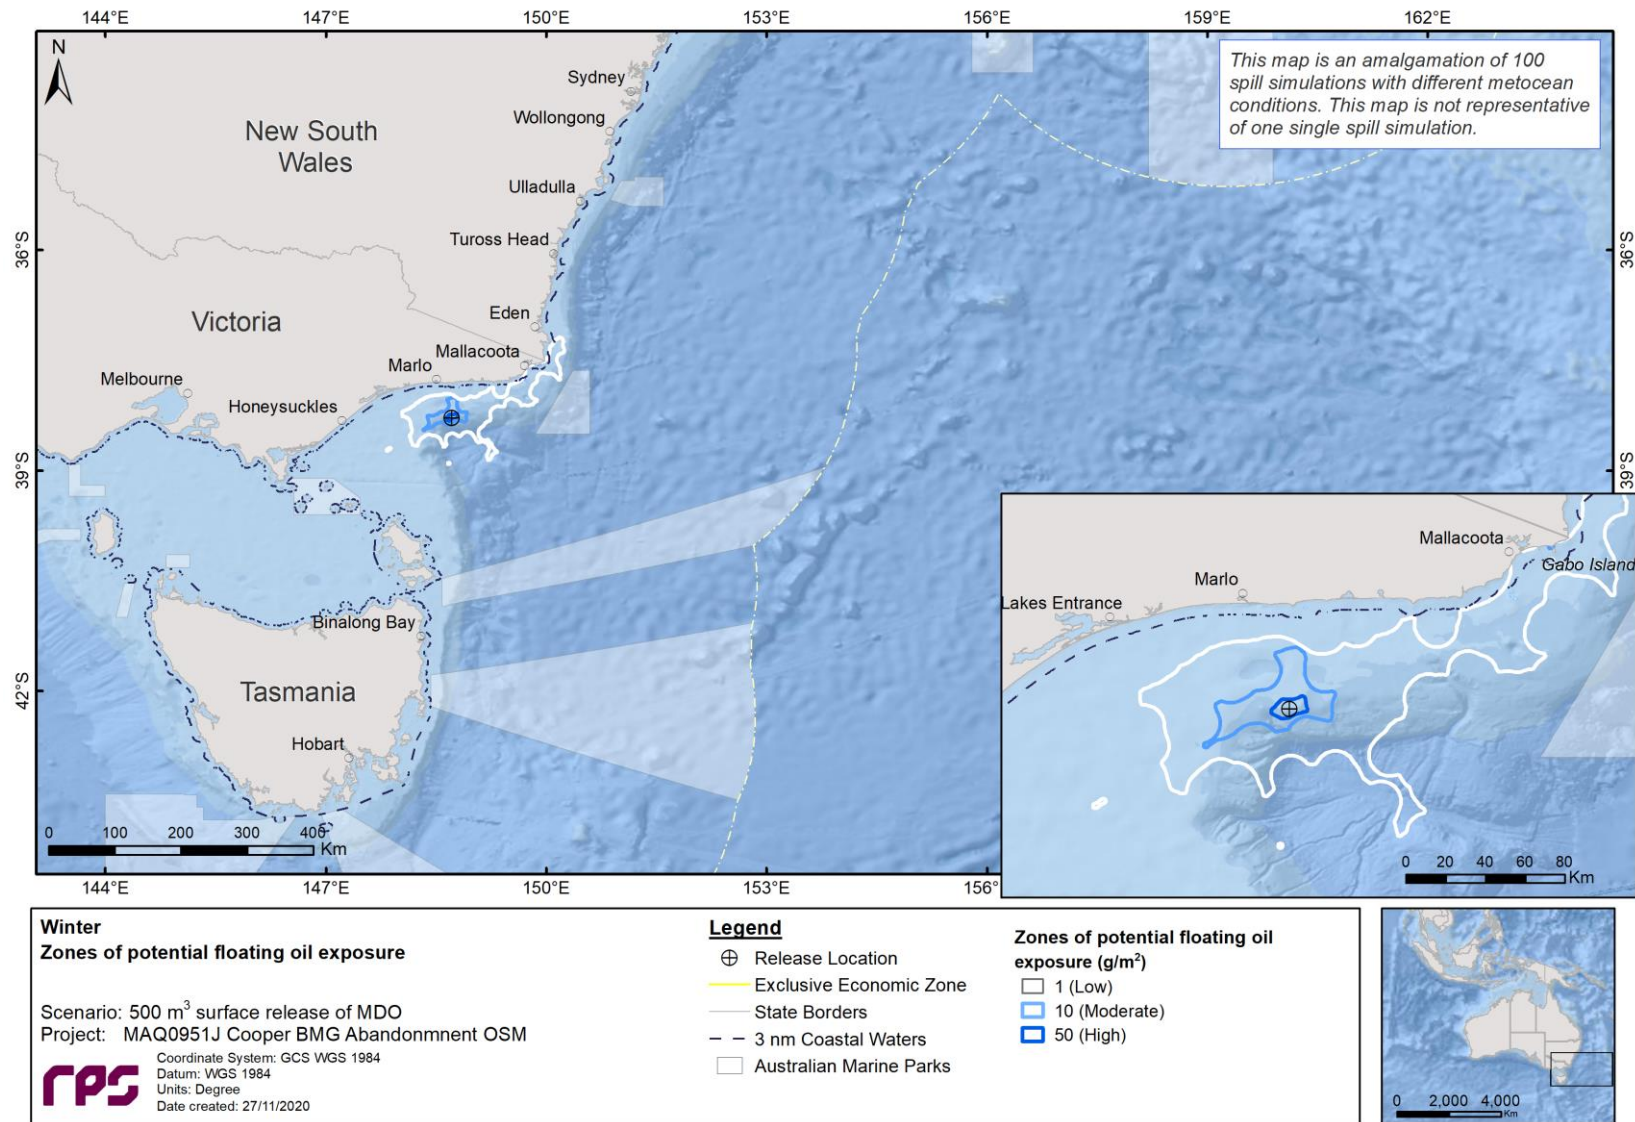 144°E
147°E
150°E
153°E
156°E
159°E
162°E
N
This map is an amalgamation of 100
spill simulations with different metocean
conditions. This map is not representative
of one single spill simulation.
Sydney
Wollongong
New South
Wales
Ulladulla
Tuross Head
36°S
36°S
Eden
Victoria
Mallacoota
Marlo
Melbourne
Honeysuckles
39°S
39°S
Mallacoota
Gabo Island
Marlo
Lakes Entrance
Binalong Bay
Tasmania
42°S
Hobart
0 100 200 300 400
Km
0 20 40 60 80
Km
144°E
147°E
150°E
153°E
156°
Winter
Zones of potential floating oil exposure
Scenario: 500 m³ surface release of MDO
Project: MAQ0951J Cooper BMG Abandonmnent OSM
rps
Coordinate System: GCS WGS 1984
Datum: WGS 1984
Units: Degree
Date created: 27/11/2020
Legend
Release Location
Exclusive Economic Zone
State Borders
3 nm Coastal Waters
Australian Marine Parks
Zones of potential floating oil
exposure (g/m²)
1 (Low)
10 (Moderate)
50 (High)
0 2,000 4,000
Km